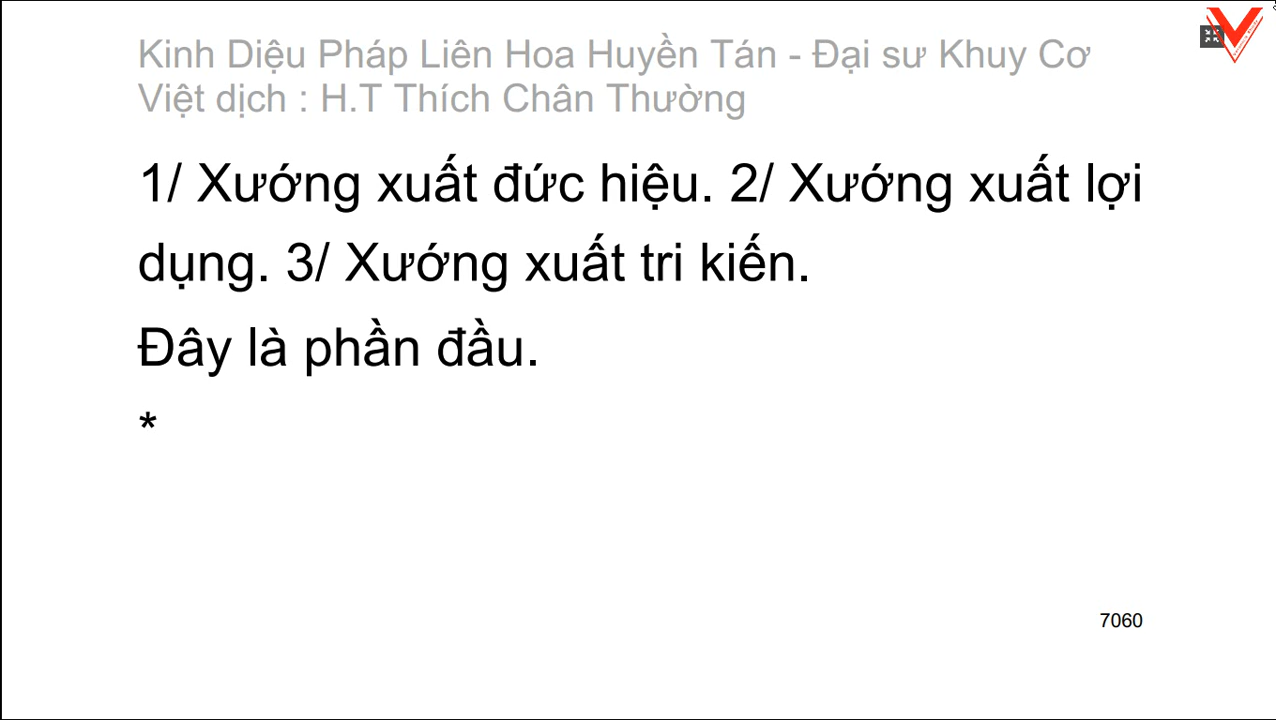 Kinh Diệu Pháp Liên Hoa Huyền Tán - Đại sư Khuy Cơ
Việt dịch : H.T Thích Chân Thường
1/ Xướng xuất đức hiệu. 2/ Xướng xuất lợi
dụng. 3/ Xướng xuất tri kiến.
Đây là phần đầu.
*
7060